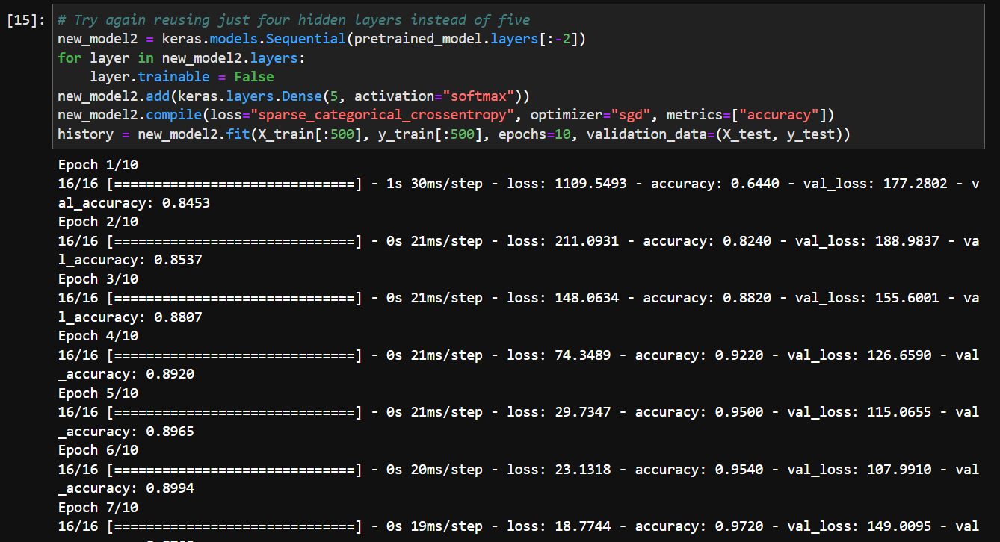 [15]: # Try again reusing just four hidden layers instead of five
new_model2 = keras.models.Sequential(pretrained_model.layers[:-2])
for layer in new_model2.layers:
    layer.trainable = False
new_model2.add(keras.layers.Dense(5, activation="softmax"))
new_model2.compile(loss="sparse_categorical_crossentropy", optimizer="sgd", metrics=["accuracy"])
history = new_model2.fit(X_train[:500], y_train[:500], epochs=10, validation_data=(X_test, y_test))
Epoch 1/10
16/16 [==============================] - 1s 30ms/step - loss: 1109.5493 - accuracy: 0.6440 - val_loss: 177.2802 - v
al_accuracy: 0.8453
Epoch 2/10
16/16 [==============================] - 0s 21ms/step - loss: 211.0931 - accuracy: 0.8240 - val_loss: 188.9837 - va
l_accuracy: 0.8537
Epoch 3/10
16/16 [==============================] - 0s 21ms/step - loss: 148.0634 - accuracy: 0.8820 - val_loss: 155.6001 - va
l_accuracy: 0.8807
Epoch 4/10
16/16 [==============================] - 0s 21ms/step - loss: 74.3489 - accuracy: 0.9220 - val_loss: 126.6590 - val
_accuracy: 0.8920
Epoch 5/10
16/16 [==============================] - 0s 21ms/step - loss: 29.7347 - accuracy: 0.9500 - val_loss: 115.0655 - val
_accuracy: 0.8965
Epoch 6/10
16/16 [==============================] - 0s 20ms/step - loss: 23.1318 - accuracy: 0.9540 - val_loss: 107.9910 - val
_accuracy: 0.8994
Epoch 7/10
16/16 [==============================] - 0s 19ms/step - loss: 18.7744 - accuracy: 0.9720 - val_loss: 149.0095 - val